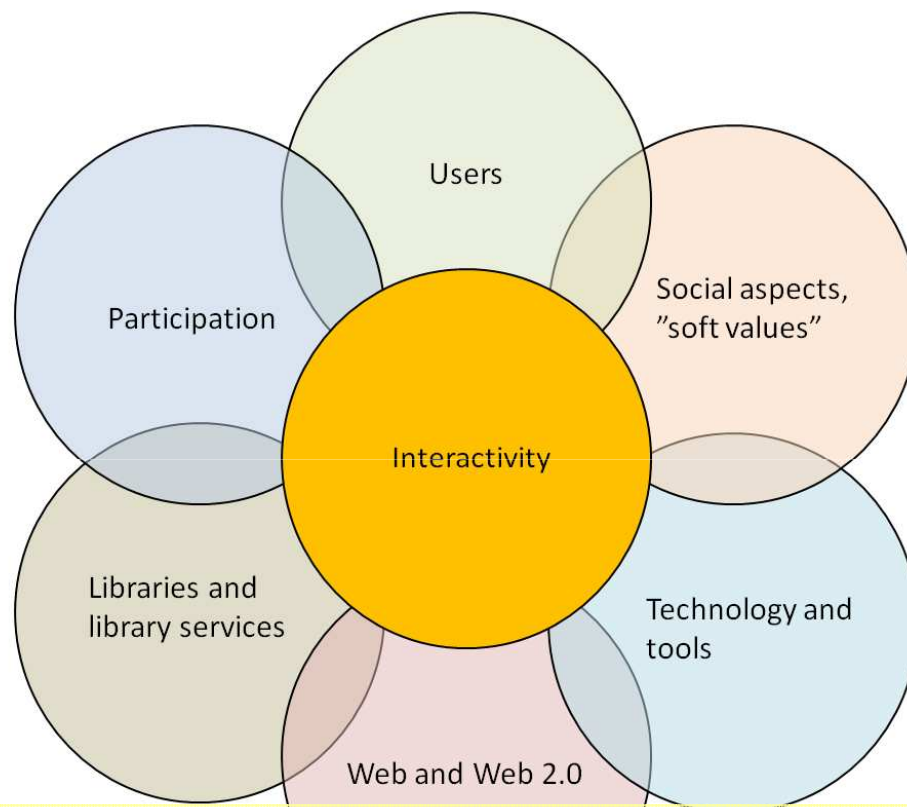 Users
Social aspects,
”soft values”
Participation
Interactivity
Libraries and
library services
Technology and
tools
Web and Web 2.0